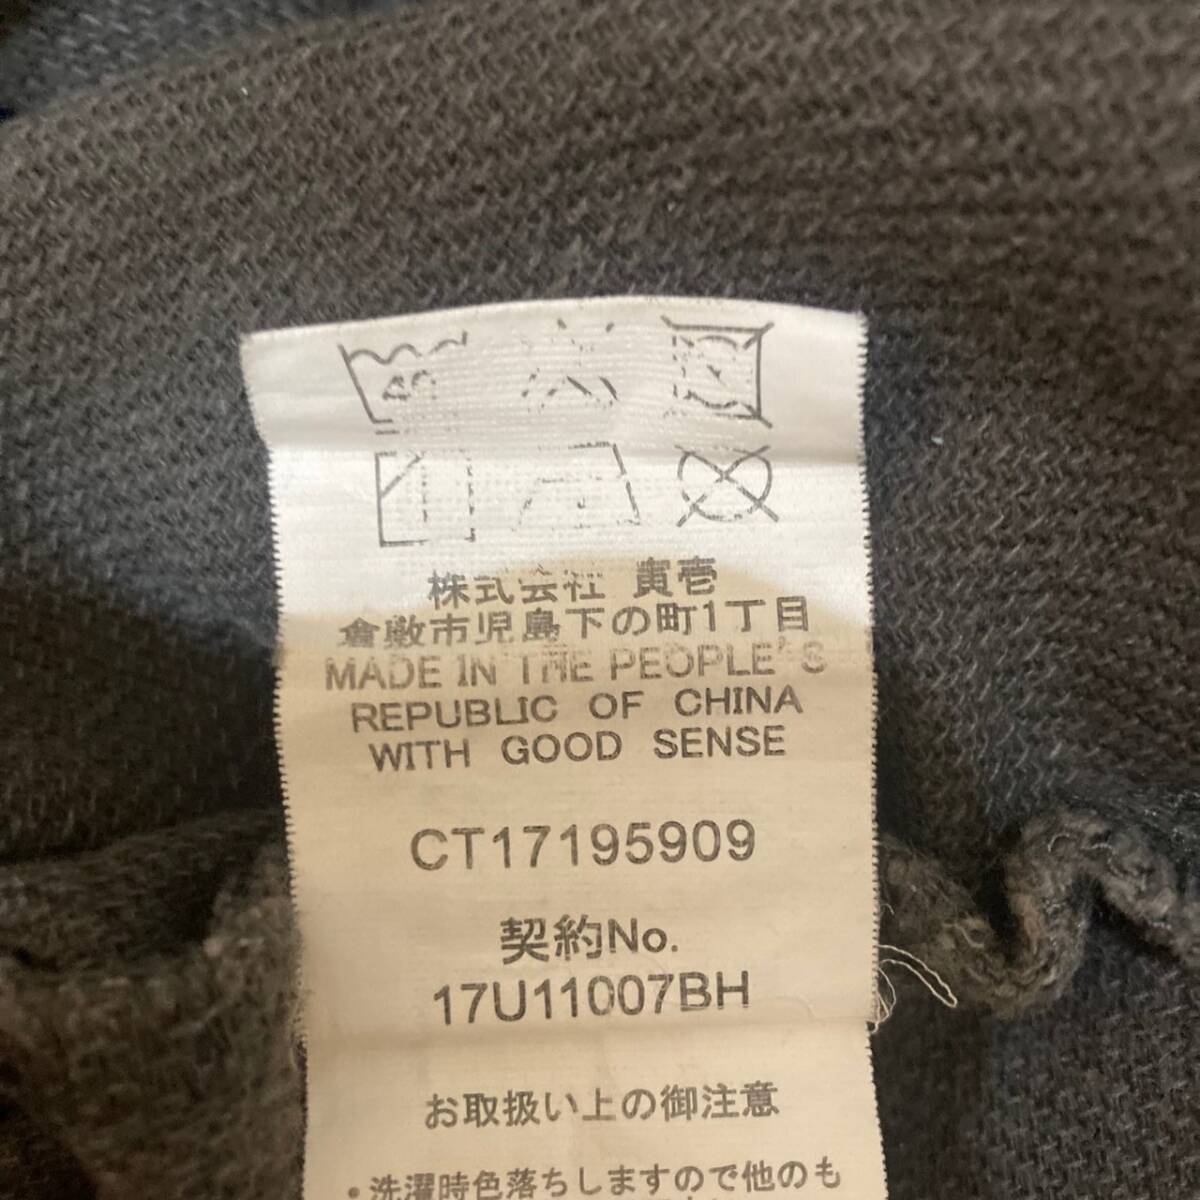 株式会社 寅壱
倉敷市児島下の町1丁目
MADE IN THE PEOPLE'S
REPUBLIC OF CHINA
WITH GOOD SENSE
CT17195909
契約No.
17U11007BH
お取扱い上の御注意
・洗濯時色落ちしますので他のも